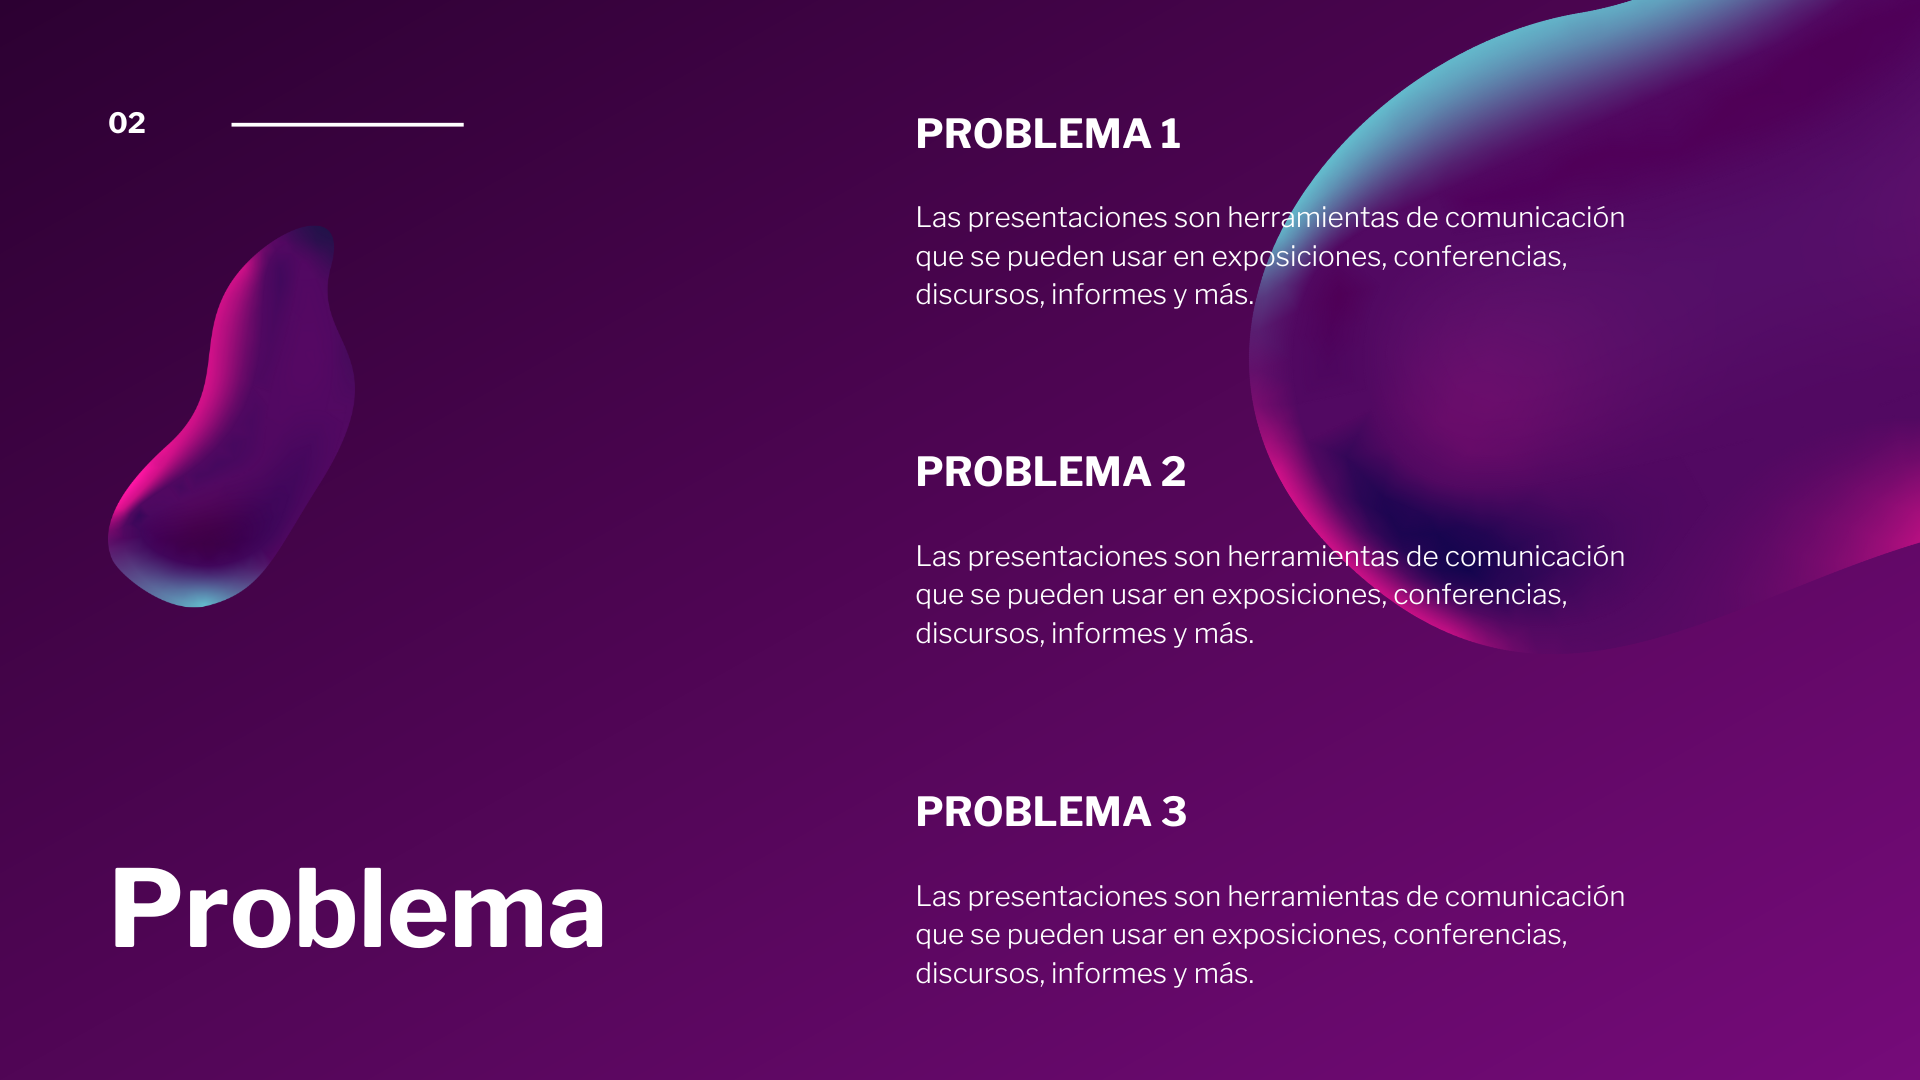 02
Problema
PROBLEMA 1
Las presentaciones son herramientas de comunicación
que se pueden usar en exposiciones, conferencias,
discursos, informes y más.
PROBLEMA 2
Las presentaciones son herramientas de comunicación
que se pueden usar en exposiciones, conferencias,
discursos, informes y más.
PROBLEMA 3
Las presentaciones son herramientas de comunicación
que se pueden usar en exposiciones, conferencias,
discursos, informes y más.